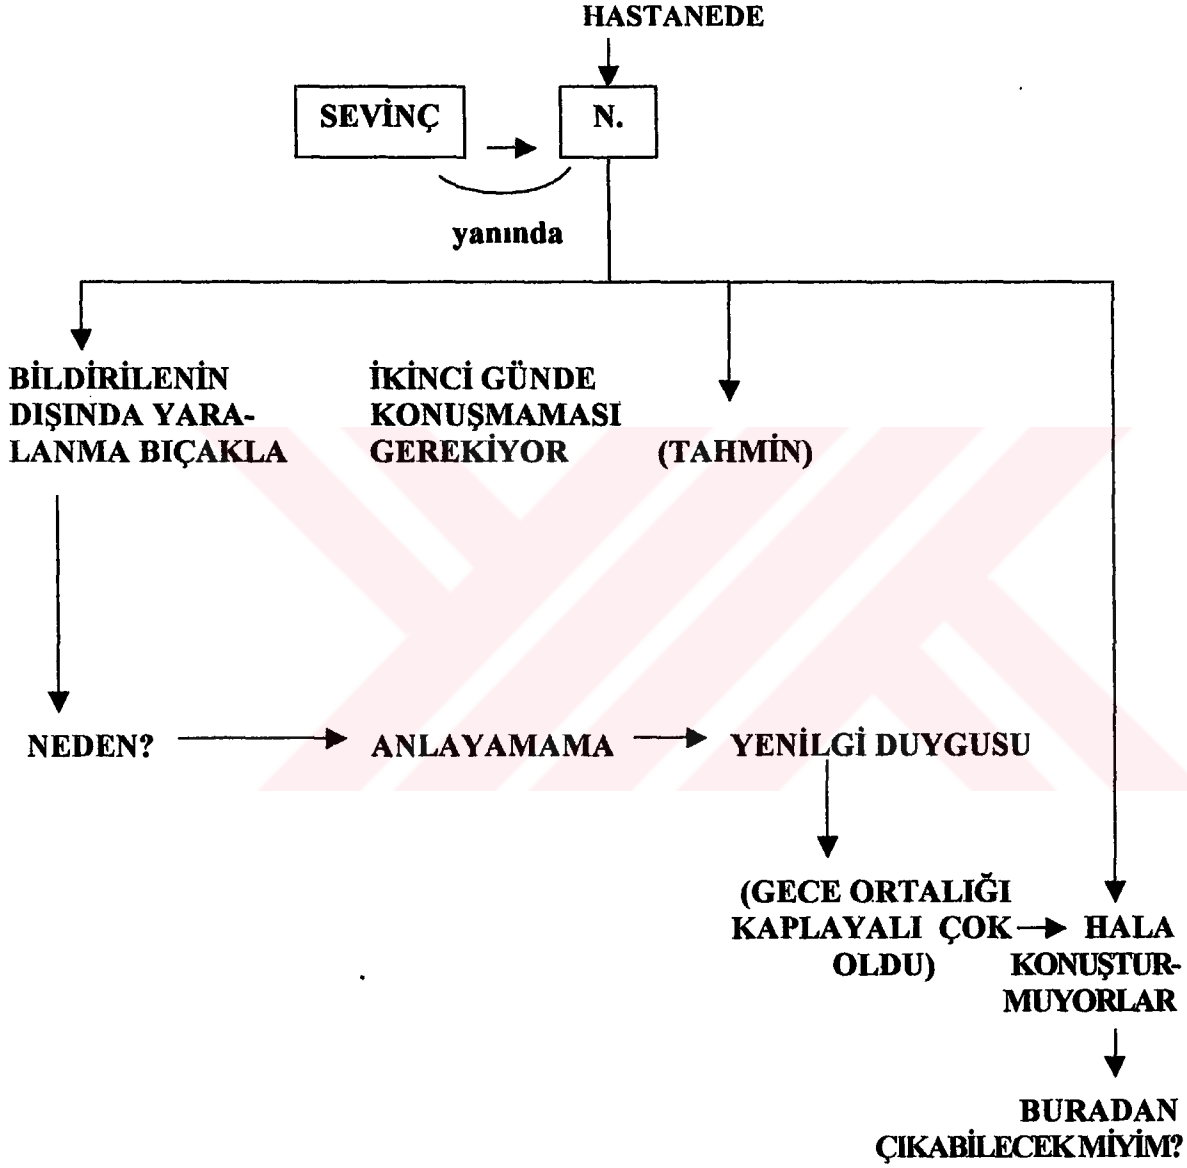 HASTANEDE
SEVİNÇ
N.
yanında
BİLDİRİLENİN
DIŞINDA YARA-
LANMA BIÇAKLA
İKİNCİ GÜNDE
KONUŞMAMASI
GEREKİYOR
(TAHMİN)
NEDEN?
ANLAYAMAMA
YENİLGİ DUYGUSU
(GECE ORTALIĞI
KAPLAYALI ÇOK
OLDU)
HALA
KONUŞTUR-
MUYORLAR
BURADAN
ÇIKABİLECEK MİYİM?